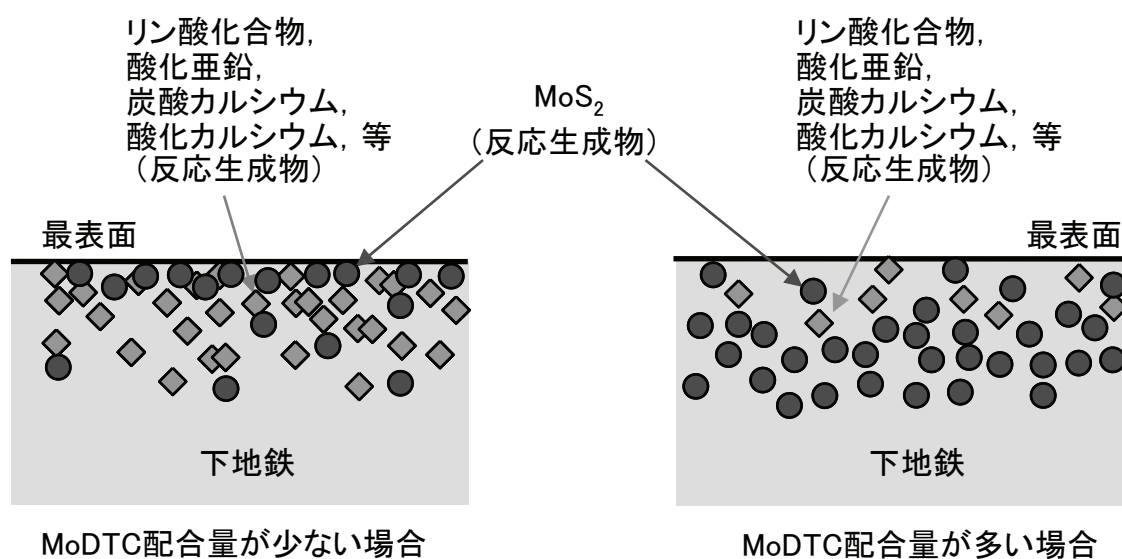 リン酸化合物,
酸化亜鉛,
炭酸カルシウム,
酸化カルシウム, 等
（反応生成物）
MoS₂
（反応生成物）
リン酸化合物,
酸化亜鉛,
炭酸カルシウム,
酸化カルシウム, 等
（反応生成物）
最表面
最表面
下地鉄
下地鉄
MoDTC配合量が少ない場合
MoDTC配合量が多い場合